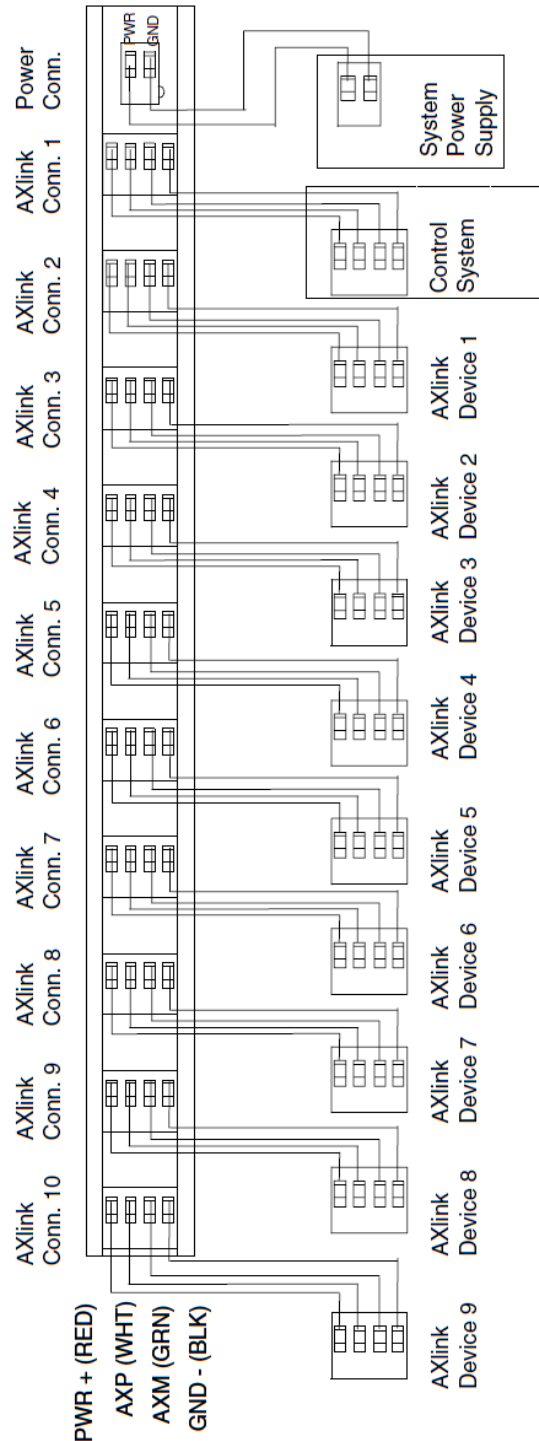 Power
Conn.
PWR
GND
AXlink
Conn. 1
AXlink
Conn. 2
AXlink
Conn. 3
AXlink
Conn. 4
AXlink
Conn. 5
AXlink
Conn. 6
AXlink
Conn. 7
AXlink
Conn. 8
AXlink
Conn. 9
AXlink
Conn. 10
PWR + (RED)
AXP (WHT)
AXM (GRN)
GND - (BLK)
System
Power
Supply
Control
System
AXlink
Device 1
AXlink
Device 2
AXlink
Device 3
AXlink
Device 4
AXlink
Device 5
AXlink
Device 6
AXlink
Device 7
AXlink
Device 8
AXlink
Device 9